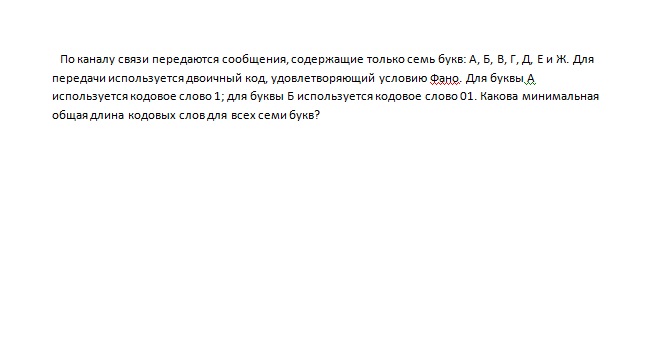 По каналу связи передаются сообщения, содержащие только семь букв: А, Б, В, Г, Д, Е и Ж. Для
передачи используется двоичный код, удовлетворяющий условию Фано. Для буквы А
используется кодовое слово 1; для буквы Б используется кодовое слово 01. Какова минимальная
общая длина кодовых слов для всех семи букв?